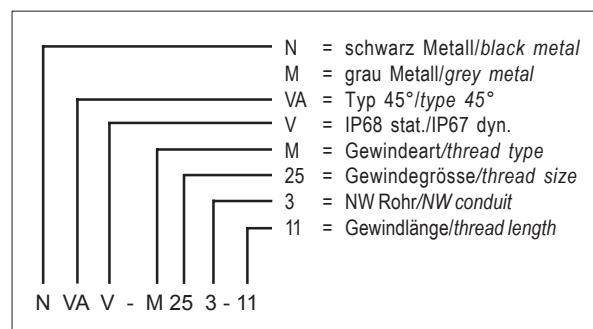 N = schwarz Metall/black metal
M = grau Metall/grey metal
VA = Typ 45°/type 45°
V = IP68 stat./IP67 dyn.
M = Gewindeart/thread type
25 = Gewindegrösse/thread size
3 = NW Rohr/NW conduit
11 = Gewindlänge/thread length
N VA V - M 25 3 - 11